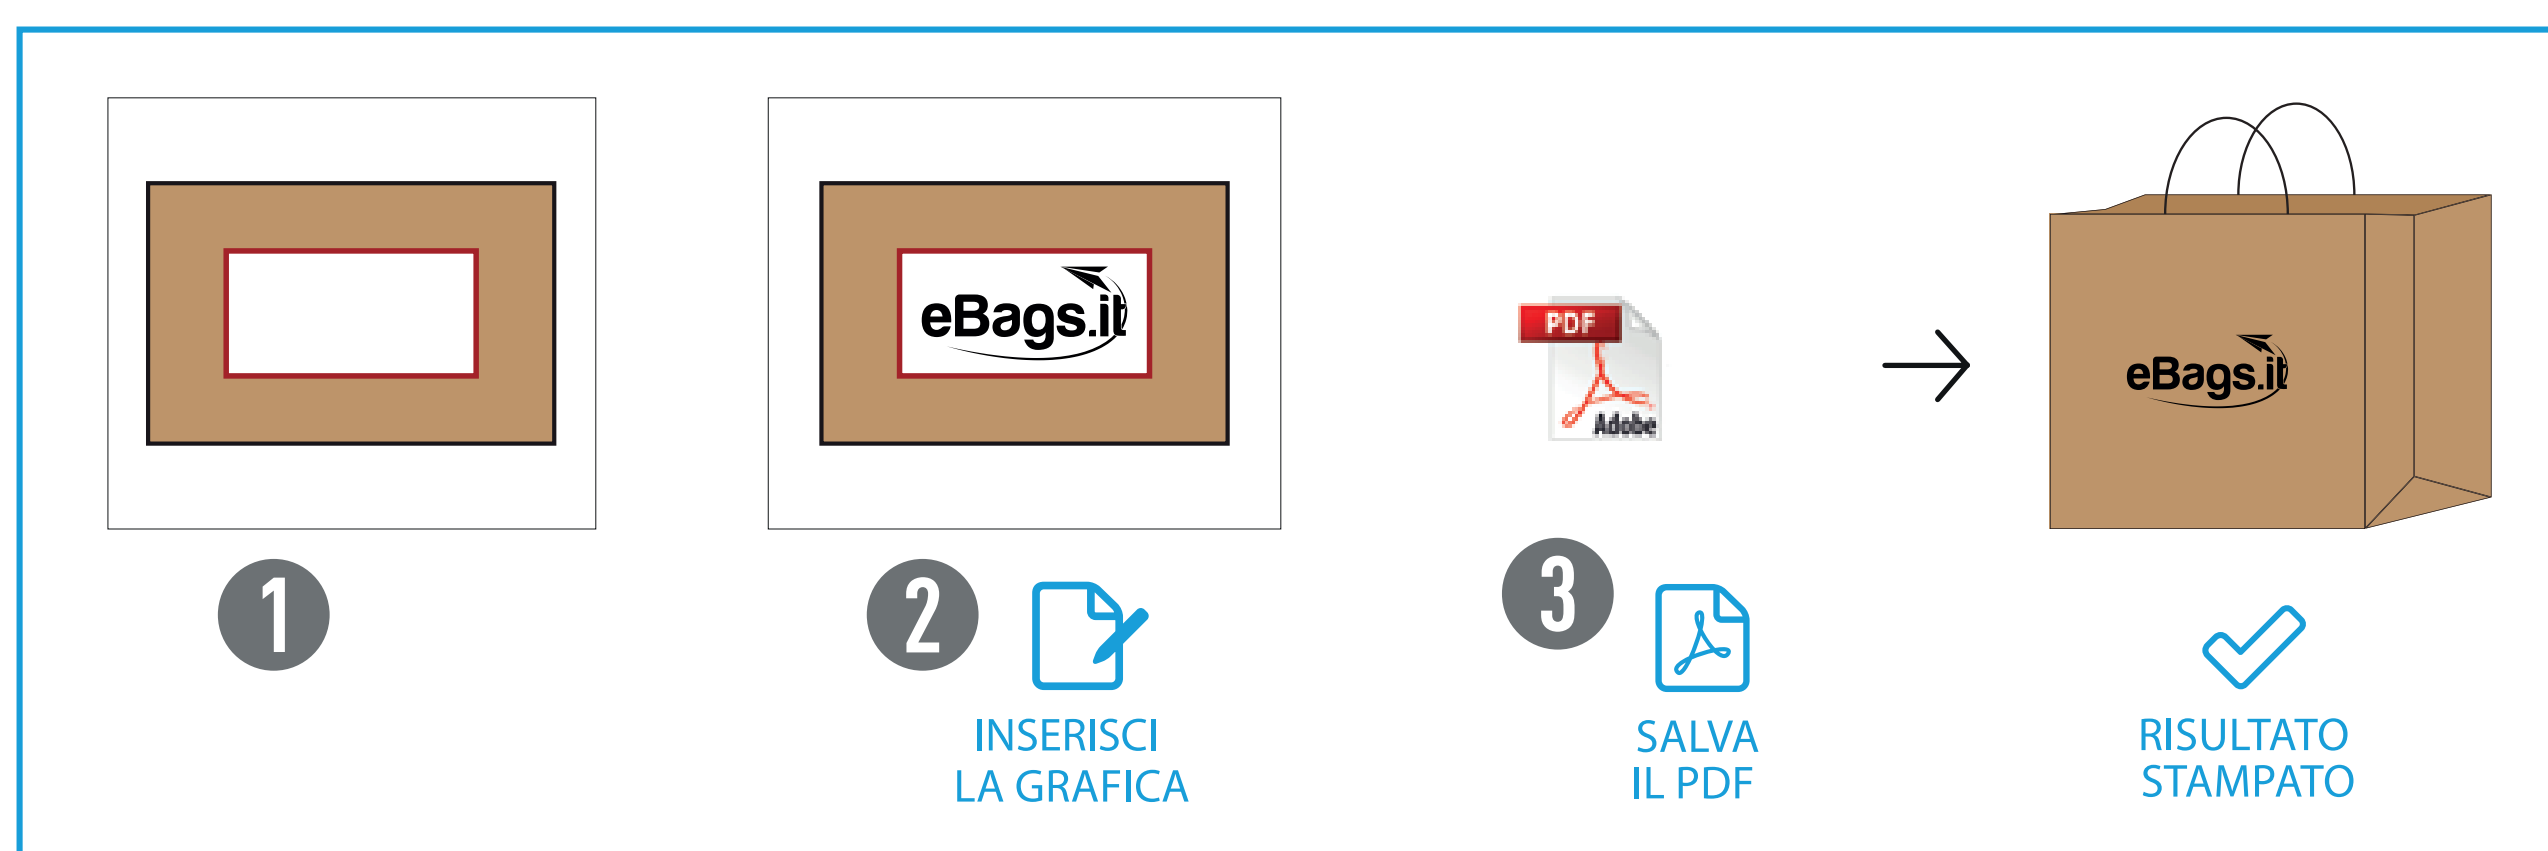 eBags.it
PDF
Adobe
eBags.it
1
2
3
INSERISCI
LA GRAFICA
SALVA
IL PDF
RISULTATO
STAMPATO